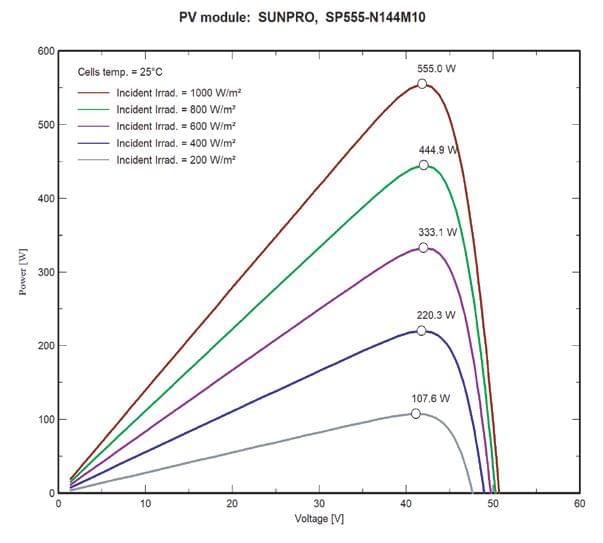 PV module: SUNPRO, SP555-N144M10
600
500
400
300
200
100
0
Power [W]
Cells temp. = 25°C
Incident Irrad. = 1000 W/m²
Incident Irrad. = 800 W/m²
Incident Irrad. = 600 W/m²
Incident Irrad. = 400 W/m²
Incident Irrad. = 200 W/m²
555.0 W
444.9 W
333.1 W
220.3 W
107.6 W
0 10 20 30 40 50 60
Voltage [V]